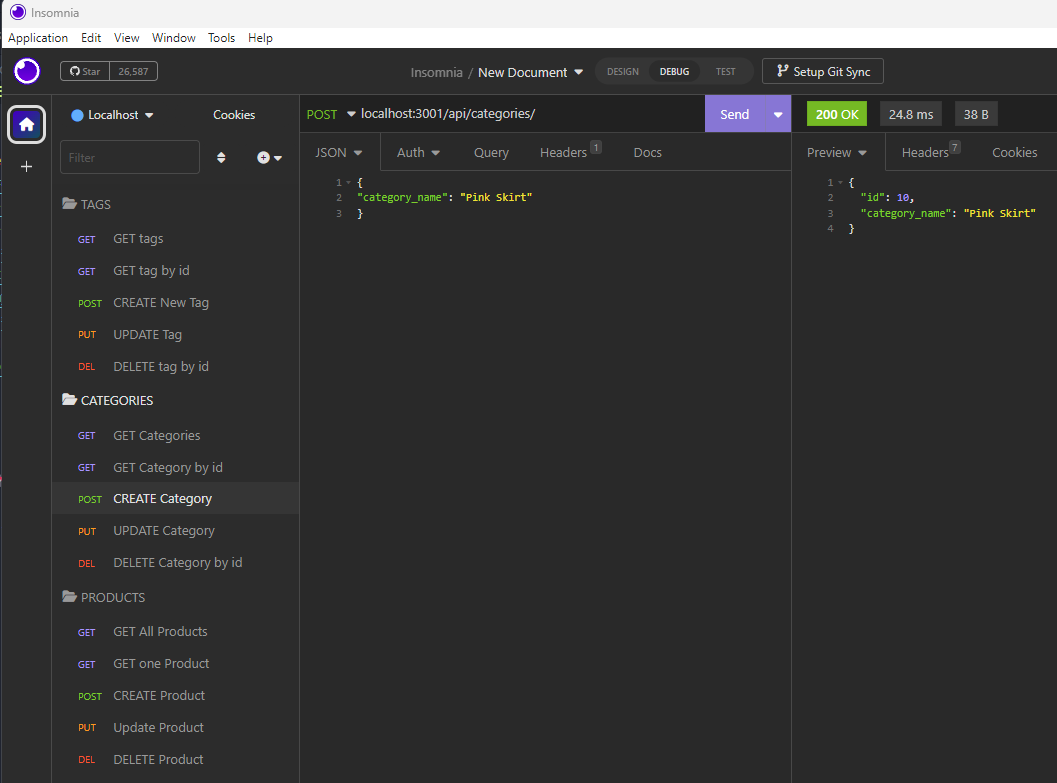 Insomnia
Application Edit View Window Tools Help
Star 26,587
Insomnia / New Document
DESIGN DEBUG TEST
Setup Git Sync
Localhost Cookies
Filter
TAGS
GET GET tags
GET GET tag by id
POST CREATE New Tag
PUT UPDATE Tag
DEL DELETE tag by id
CATEGORIES
GET GET Categories
GET GET Category by id
POST CREATE Category
PUT UPDATE Category
DEL DELETE Category by id
PRODUCTS
GET GET All Products
GET GET one Product
POST CREATE Product
PUT Update Product
DEL DELETE Product
POST localhost:3001/api/categories/ Send
JSON Auth Query Headers 1 Docs
1 {
2 "category_name": "Pink Skirt"
3 }
200 OK 24.8 ms 38 B
Preview Headers 7 Cookies
1 {
2 "id": 10,
3 "category_name": "Pink Skirt"
4 }